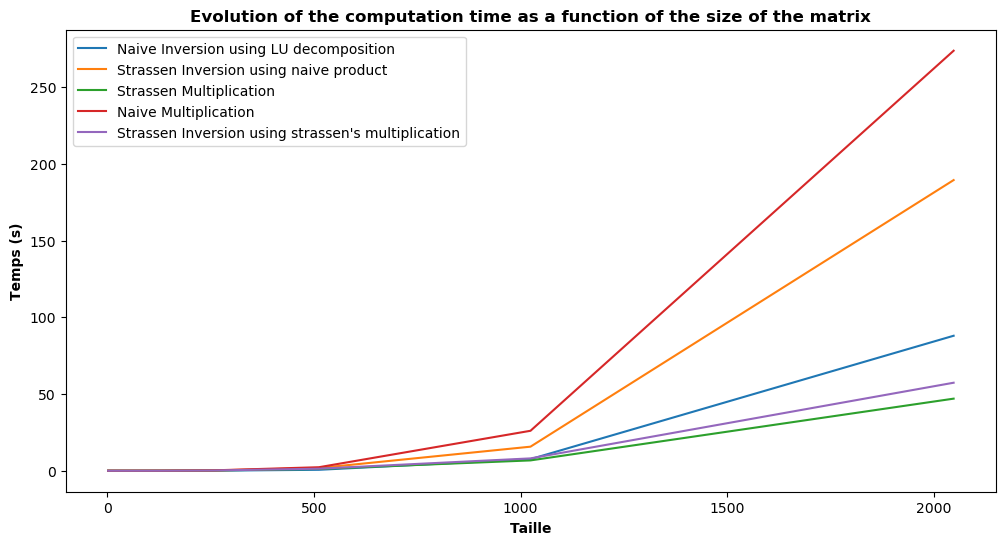 Evolution of the computation time as a function of the size of the matrix
Naive Inversion using LU decomposition
Strassen Inversion using naive product
Strassen Multiplication
Naive Multiplication
Strassen Inversion using strassen's multiplication
250
200
150
100
50
0
Temps (s)
0 500 1000 1500 2000
Taille